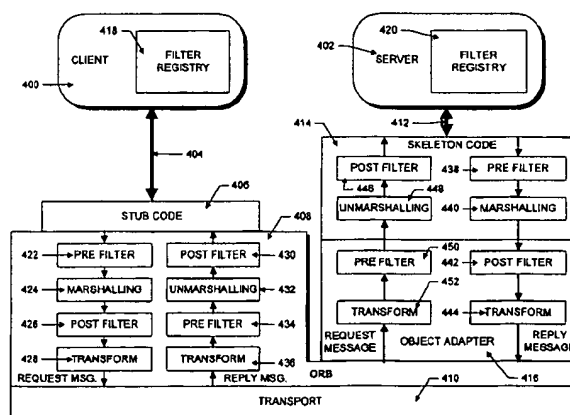 418
CLIENT
FILTER
REGISTRY
400
402
420
SERVER
FILTER
REGISTRY
404
412
414
SKELETON CODE
POST FILTER
446
448
UNMARSHALLING
438
PRE FILTER
440
MARSHALLING
406
STUB CODE
408
422
PRE FILTER
POST FILTER
430
424
MARSHALLING
UNMARSHALLING
432
426
POST FILTER
PRE FILTER
434
428
TRANSFORM
TRANSFORM
436
REQUEST MSG.
REPLY MSG.
PRE FILTER
450
442
POST FILTER
452
TRANSFORM
444
TRANSFORM
REQUEST
MESSAGE
REPLY
MESSAGE
OBJECT ADAPTER
416
ORB
410
TRANSPORT